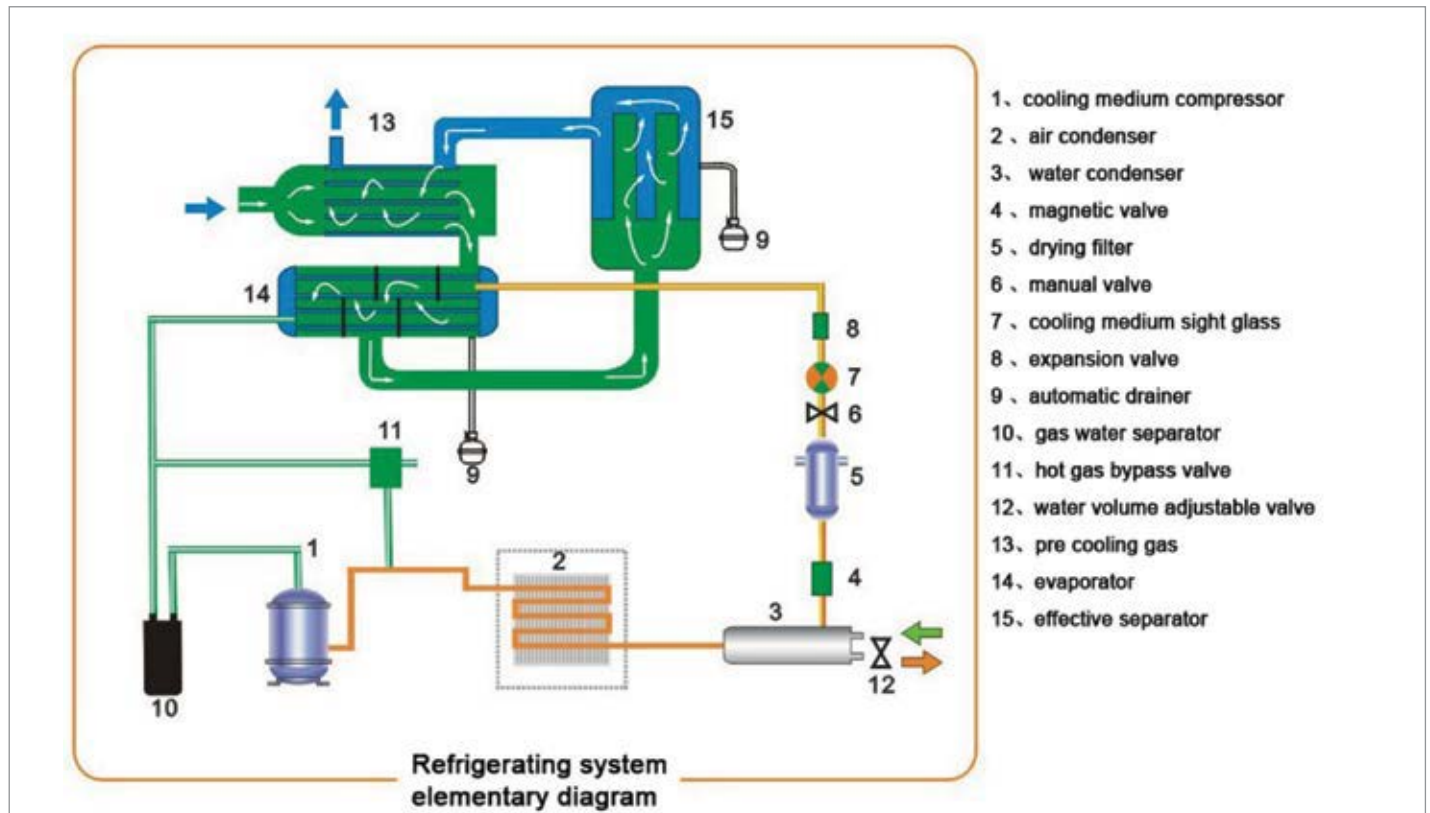 13
15
9
14
8
7
6
11
9
5
1
2
4
3
12
10
Refrigerating system
elementary diagram
1、cooling medium compressor
2 、air condenser
3、 water condenser
4 、magnetic valve
5 、drying filter
6 、manual valve
7 、cooling medium sight glass
8 、expansion valve
9 、automatic drainer
10、gas water separator
11、hot gas bypass valve
12、water volume adjustable valve
13、pre cooling gas
14、evaporator
15、effective separator